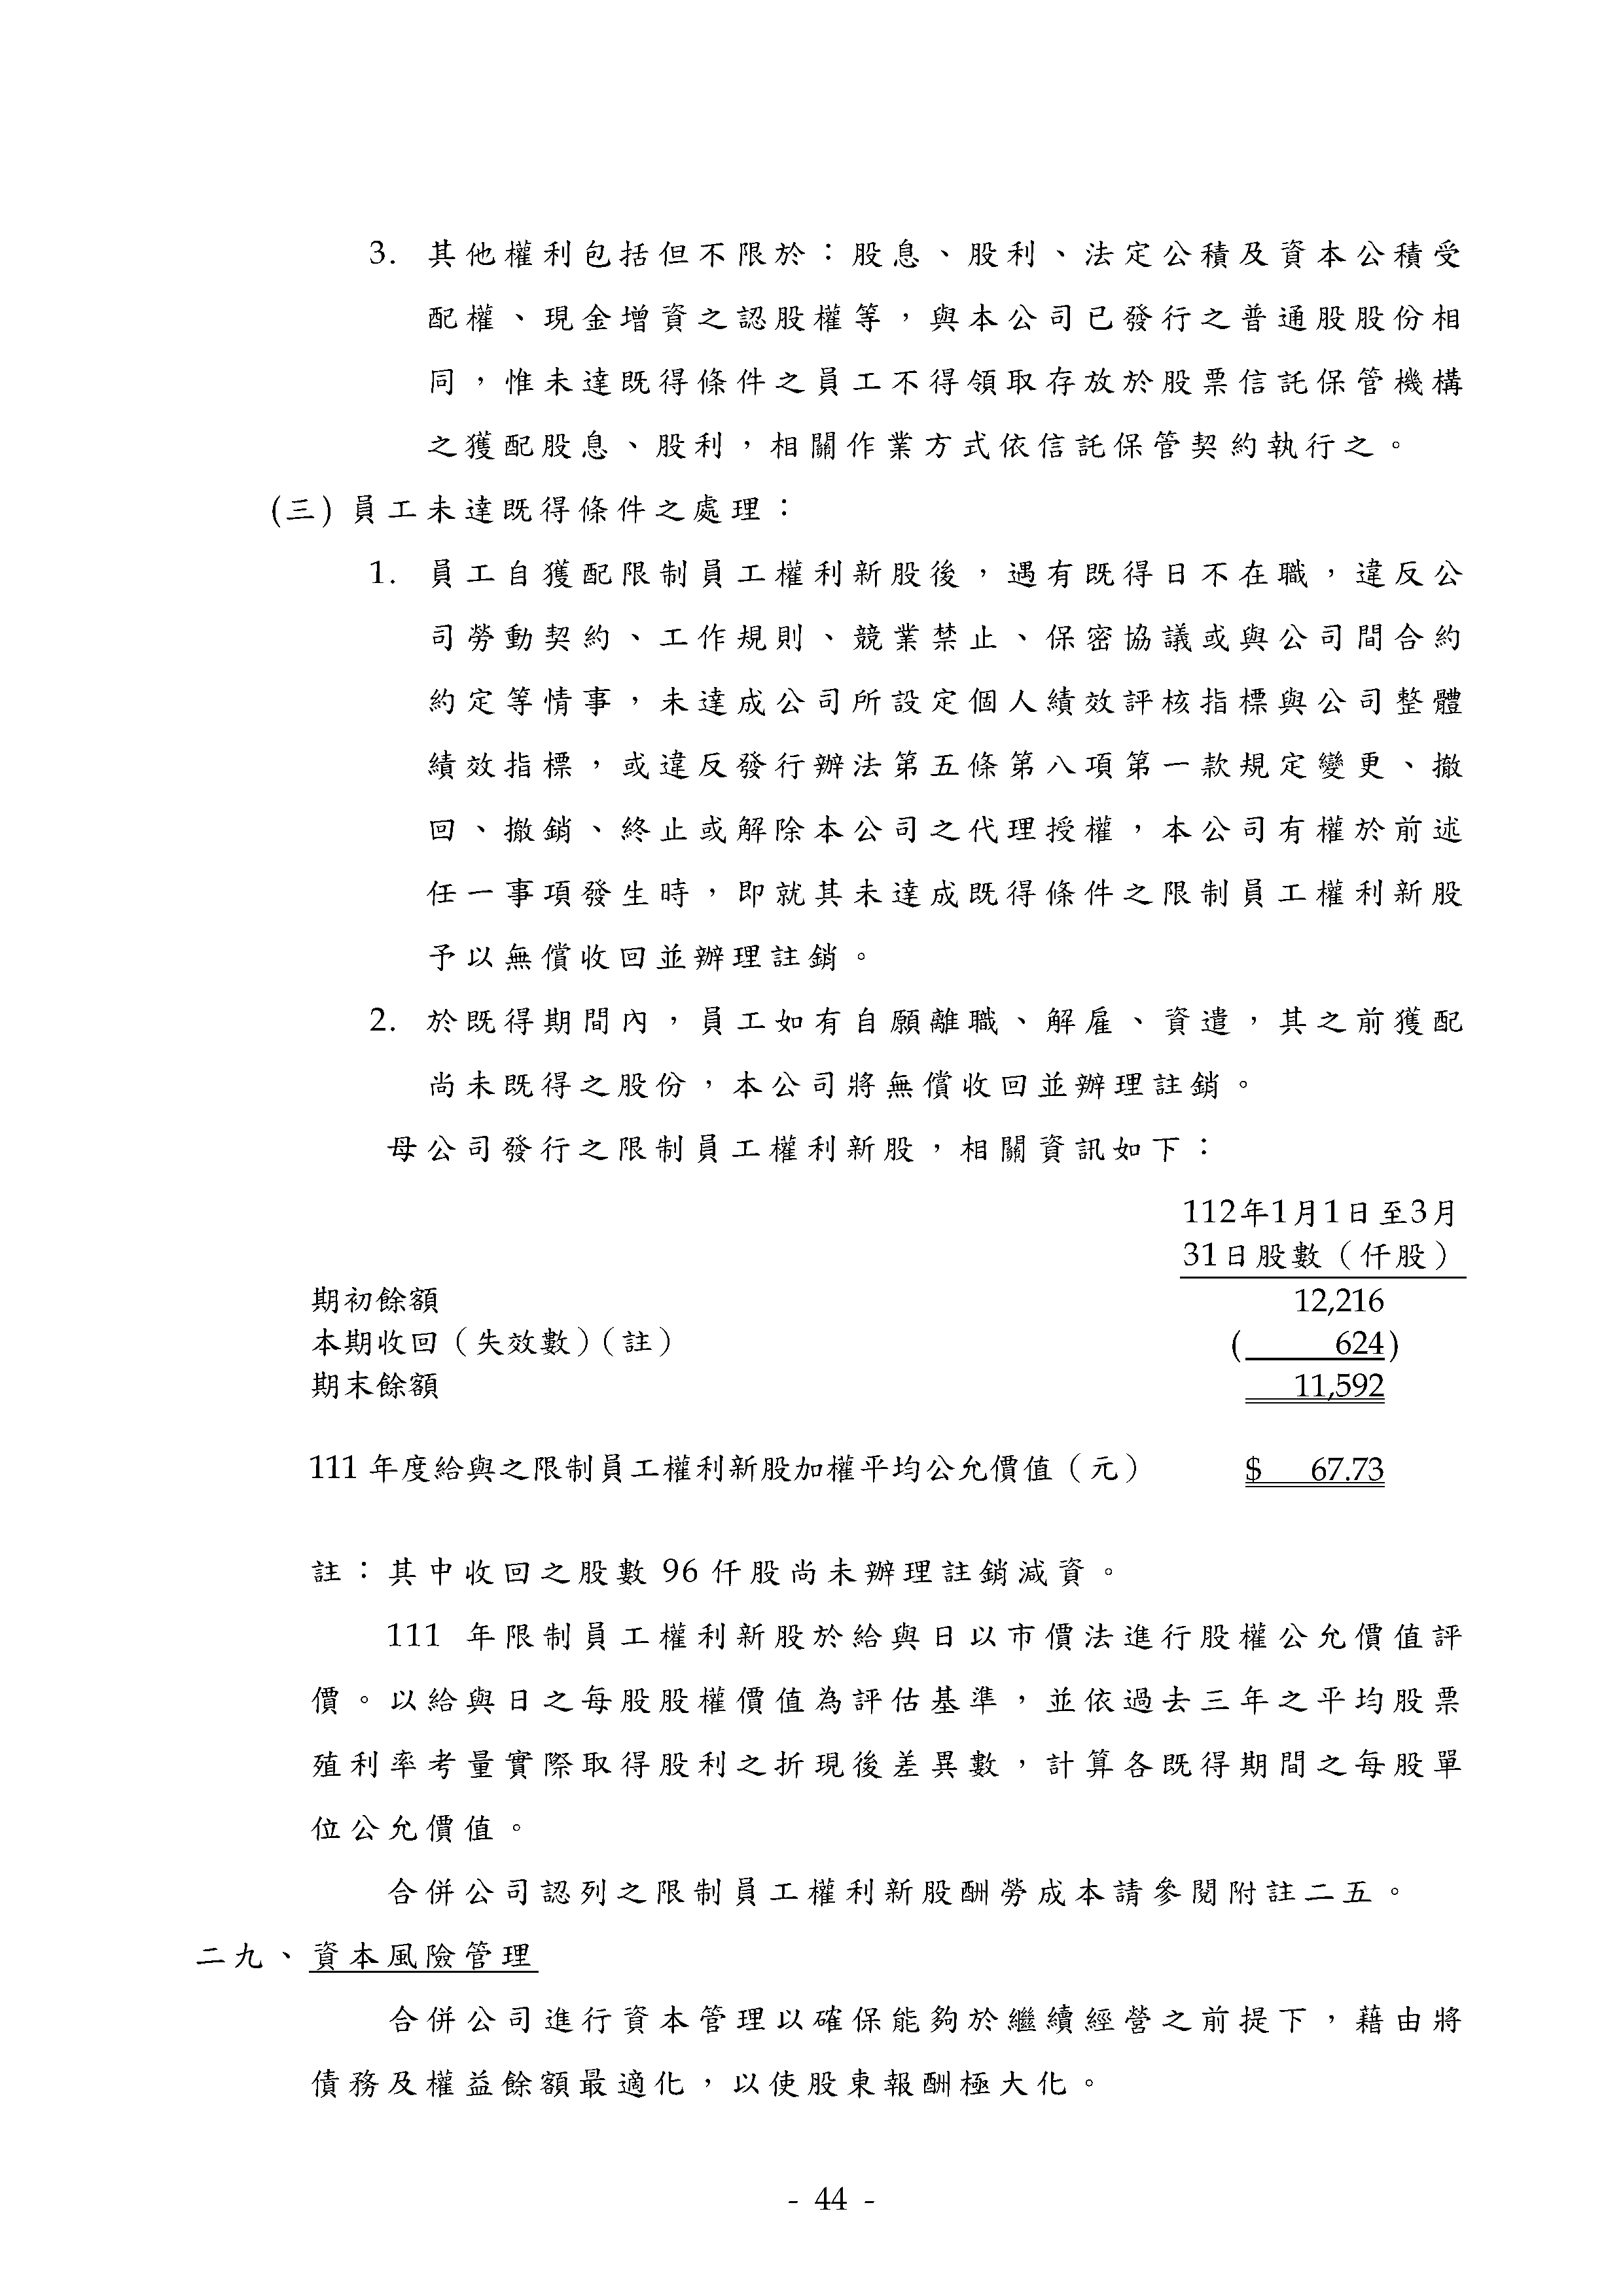 3. 其他權利包括但不限於：股息、股利、法定公積及資本公積受
配權、現金增資之認股權等，與本公司已發行之普通股股份相
同，惟未達既得條件之員工不得領取存放於股票信託保管機構
之獲配股息、股利，相關作業方式依信託保管契約執行之。
(三) 員工未達既得條件之處理：
1. 員工自獲配限制員工權利新股後，遇有既得日不在職，違反公
司勞動契約、工作規則、競業禁止、保密協議或與公司間合約
約定等情事，未達成公司所設定個人績效評核指標與公司整體
績效指標，或違反發行辦法第五條第八項第一款規定變更、撤
回、撤銷、終止或解除本公司之代理授權，本公司有權於前述
任一事項發生時，即就其未達成既得條件之限制員工權利新股
予以無償收回並辦理註銷。
2. 於既得期間內，員工如有自願離職、解雇、資遣，其之前獲配
尚未既得之股份，本公司將無償收回並辦理註銷。
母公司發行之限制員工權利新股，相關資訊如下：
112年1月1日至3月
31日股數（仟股）
期初餘額 12,216
本期收回（失效數）（註） ( 624)
期末餘額 11,592
111 年度給與之限制員工權利新股加權平均公允價值（元） $ 67.73
註：其中收回之股數 96 仟股尚未辦理註銷減資。
111 年限制員工權利新股於給與日以市價法進行股權公允價值評
價。以給與日之每股股權價值為評估基準，並依過去三年之平均股票
殖利率考量實際取得股利之折現後差異數，計算各既得期間之每股單
位公允價值。
合併公司認列之限制員工權利新股酬勞成本請參閱附註二五。
二九、資本風險管理
合併公司進行資本管理以確保能夠於繼續經營之前提下，藉由將
債務及權益餘額最適化，以使股東報酬極大化。
- 44 -